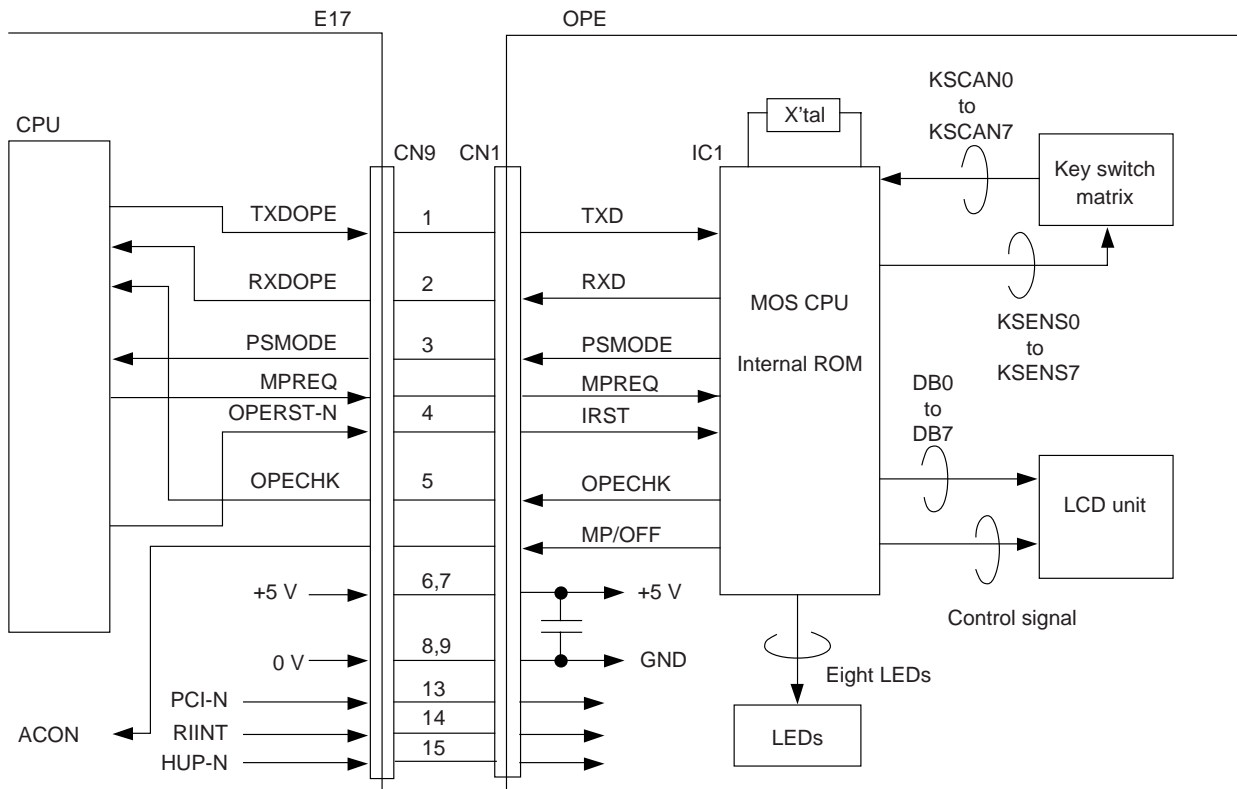 E17
OPE
CPU
CN9
CN1
IC1
X'tal
KSCAN0
to
KSCAN7
Key switch
matrix
TXDOPE
1
TXD
RXDOPE
2
RXD
MOS CPU
Internal ROM
KSENS0
to
KSENS7
PSMODE
3
PSMODE
MPREQ
MPREQ
OPERST-N
4
IRST
DB0
to
DB7
OPECHK
5
OPECHK
LCD unit
MP/OFF
+5 V
6,7
+5 V
Control signal
0 V
8,9
GND
Eight LEDs
PCI-N
13
ACON
RIINT
14
LEDs
HUP-N
15